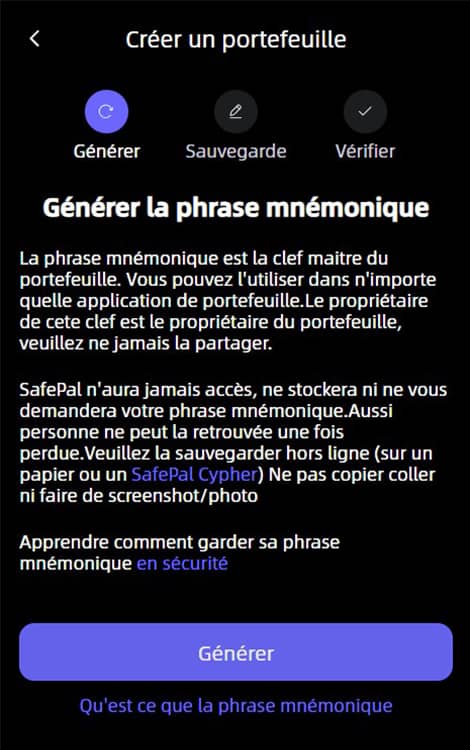 Créer un portefeuille
Générer
Sauvegarde
Vérifier
Générer la phrase mnémonique
La phrase mnémonique est la clef maitre du
portefeuille. Vous pouvez l'utiliser dans n'importe
quelle application de portefeuille.Le propriétaire
de cete clef est le propriétaire du portefeuille,
veuillez ne jamais la partager.
SafePal n'aura jamais accès, ne stockera ni ne vous
demandera votre phrase mnémonique.Aussi
personne ne peut la retrouvée une fois
perdue.Veuillez la sauvegarder hors ligne (sur un
papier ou un SafePal Cypher) Ne pas copier coller
ni faire de screenshot/photo
Apprendre comment garder sa phrase
mnémonique en sécurité
Générer
Qu'est ce que la phrase mnémonique